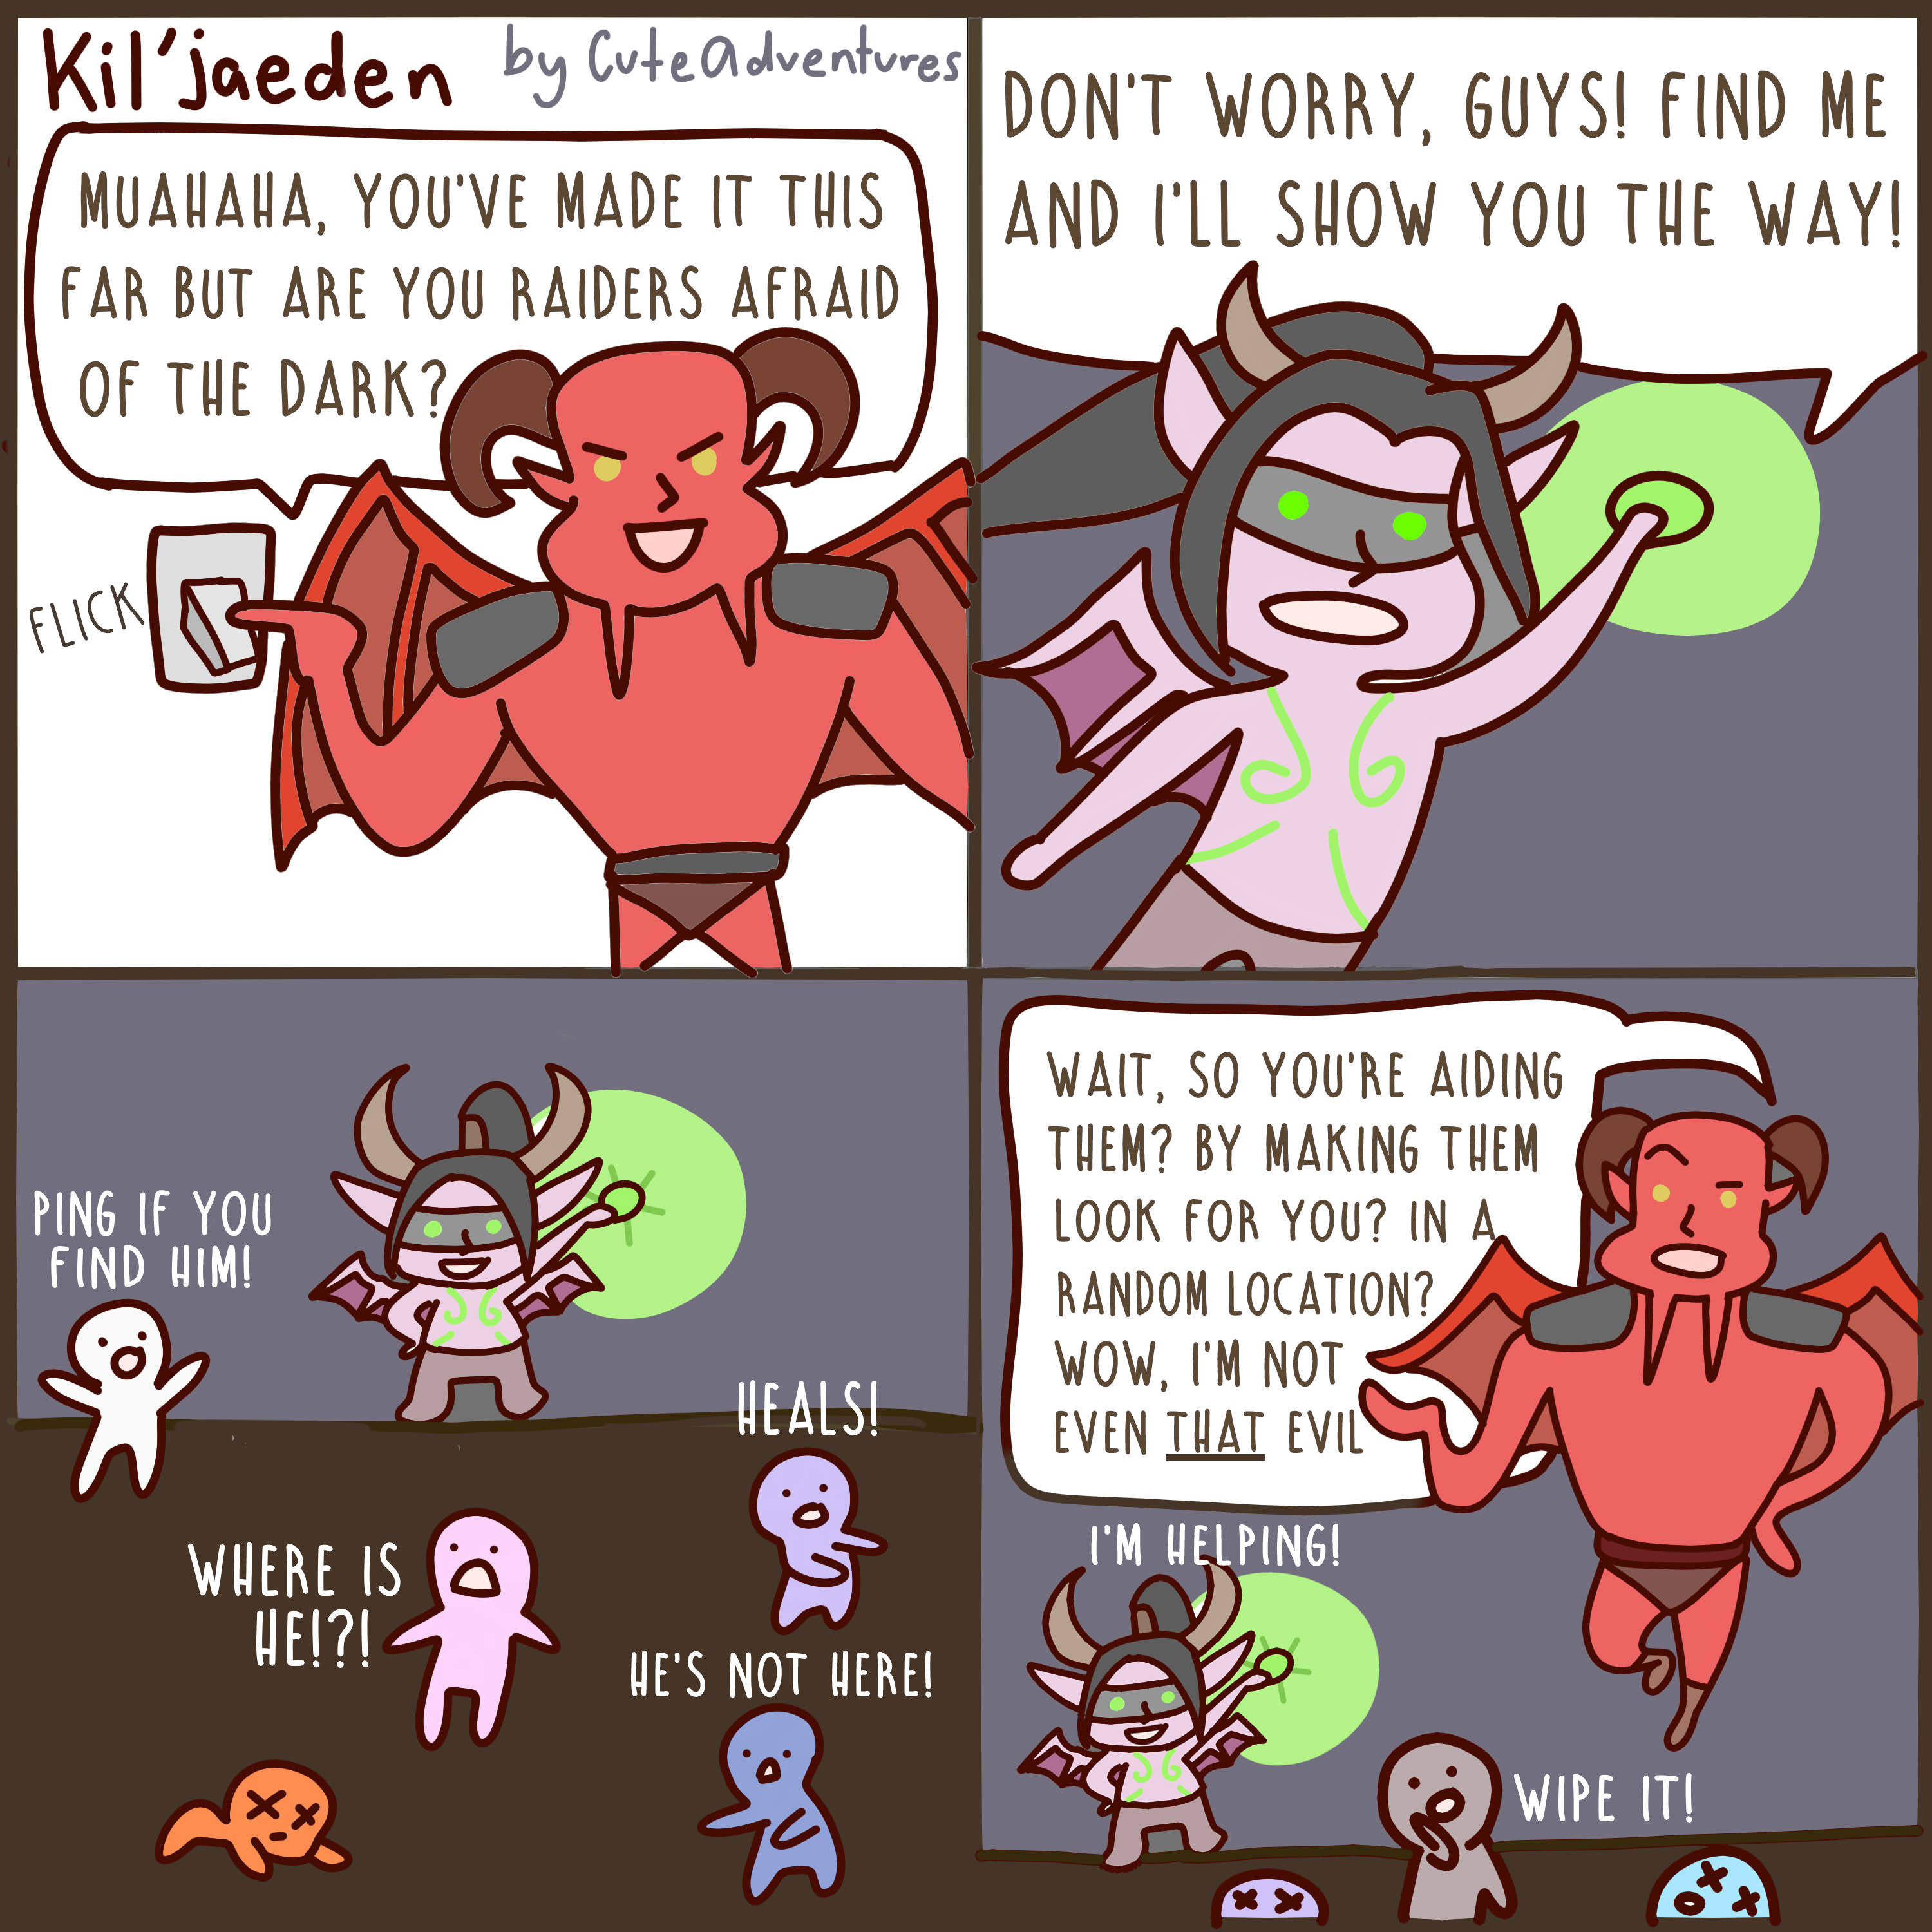 Kil'jaeden
by CuteAdventures
MUAHAHA, YOU'VE MADE IT THIS
FAR BUT ARE YOU RAIDERS AFRAID
OF THE DARK?
FLICK
DON'T WORRY, GUYS! FIND ME
AND I'LL SHOW YOU THE WAY!
PING IF YOU
FIND HIM!
HEALS!
WHERE IS
HE!?!
HE'S NOT HERE!
WAIT, SO YOU'RE AIDING
THEM? BY MAKING THEM
LOOK FOR YOU? IN A
RANDOM LOCATION?
WOW, I'M NOT
EVEN THAT EVIL
I'M HELPING!
WIPE IT!